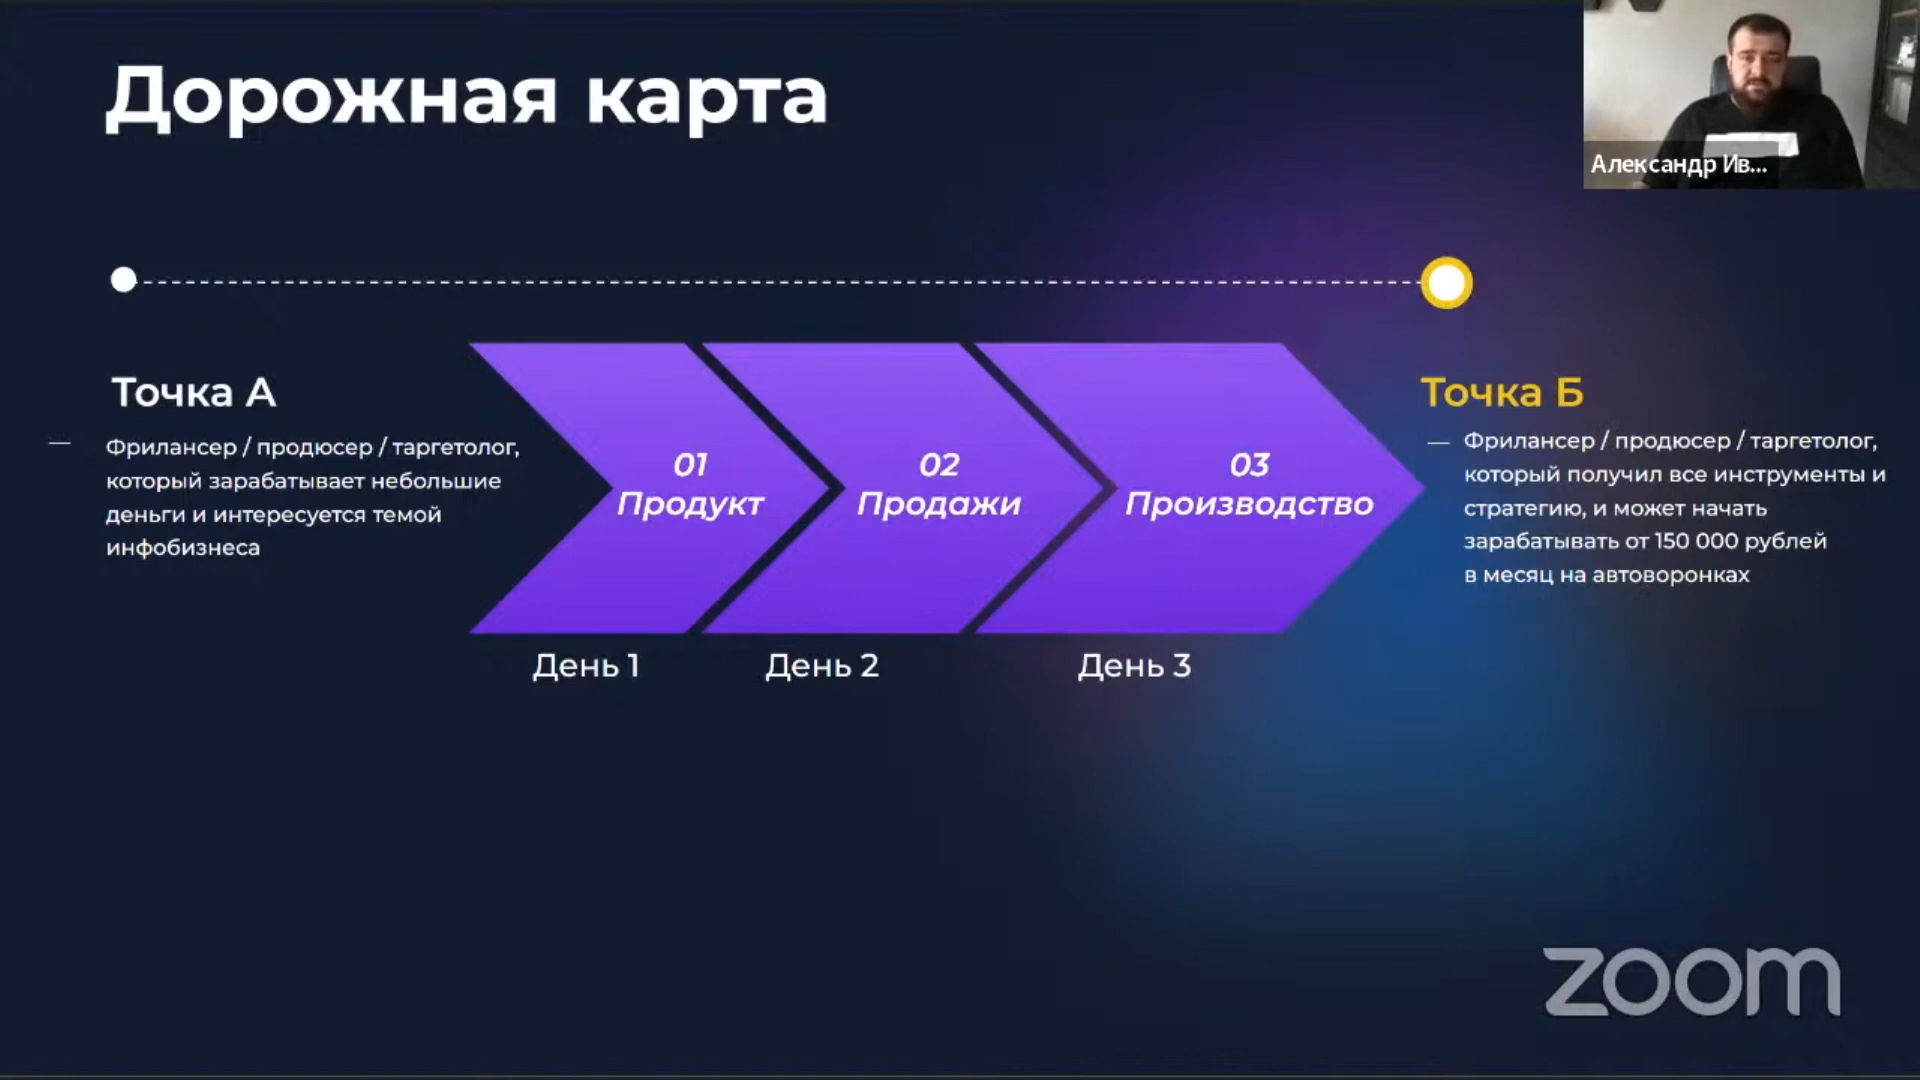 Дорожная карта
Александр Ив...
Точка А
— Фрилансер / продюсер / таргетолог,
который зарабатывает небольшие
деньги и интересуется темой
инфобизнеса
01
Продукт
02
Продажи
03
Производство
День 1
День 2
День 3
Точка Б
— Фрилансер / продюсер / таргетолог,
который получил все инструменты и
стратегию, и может начать
зарабатывать от 150 000 рублей
в месяц на автоворонках
zoom